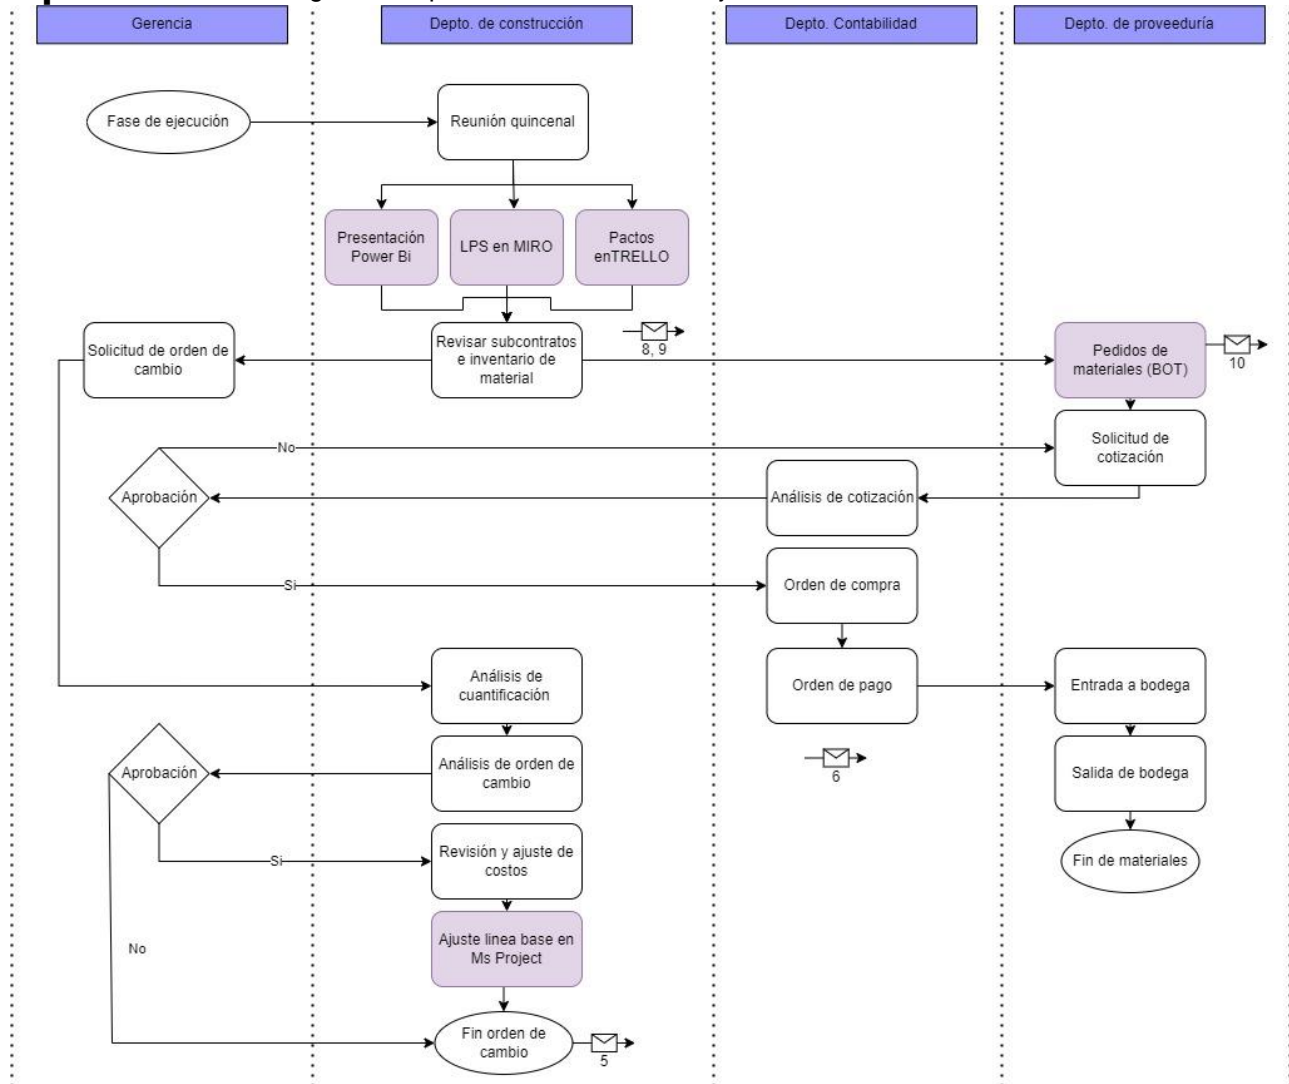 Gerencia
Depto. de construcción
Depto. Contabilidad
Depto. de proveeduría
Fase de ejecución
Reunión quincenal
Presentación
Power Bi
LPS en MIRO
Pactos
enTRELLO
Solicitud de orden de
cambio
Revisar subcontratos
e inventario de
material
8, 9
Pedidos de
materiales (BOT)
10
No
Solicitud de
cotización
Aprobación
Análisis de cotización
Si
Orden de compra
Análisis de
cuantificación
Orden de pago
Entrada a bodega
Aprobación
Análisis de orden de
cambio
6
Salida de bodega
Si
Revisión y ajuste de
costos
Fin de materiales
No
Ajuste linea base en
Ms Project
Fin orden de
cambio
5